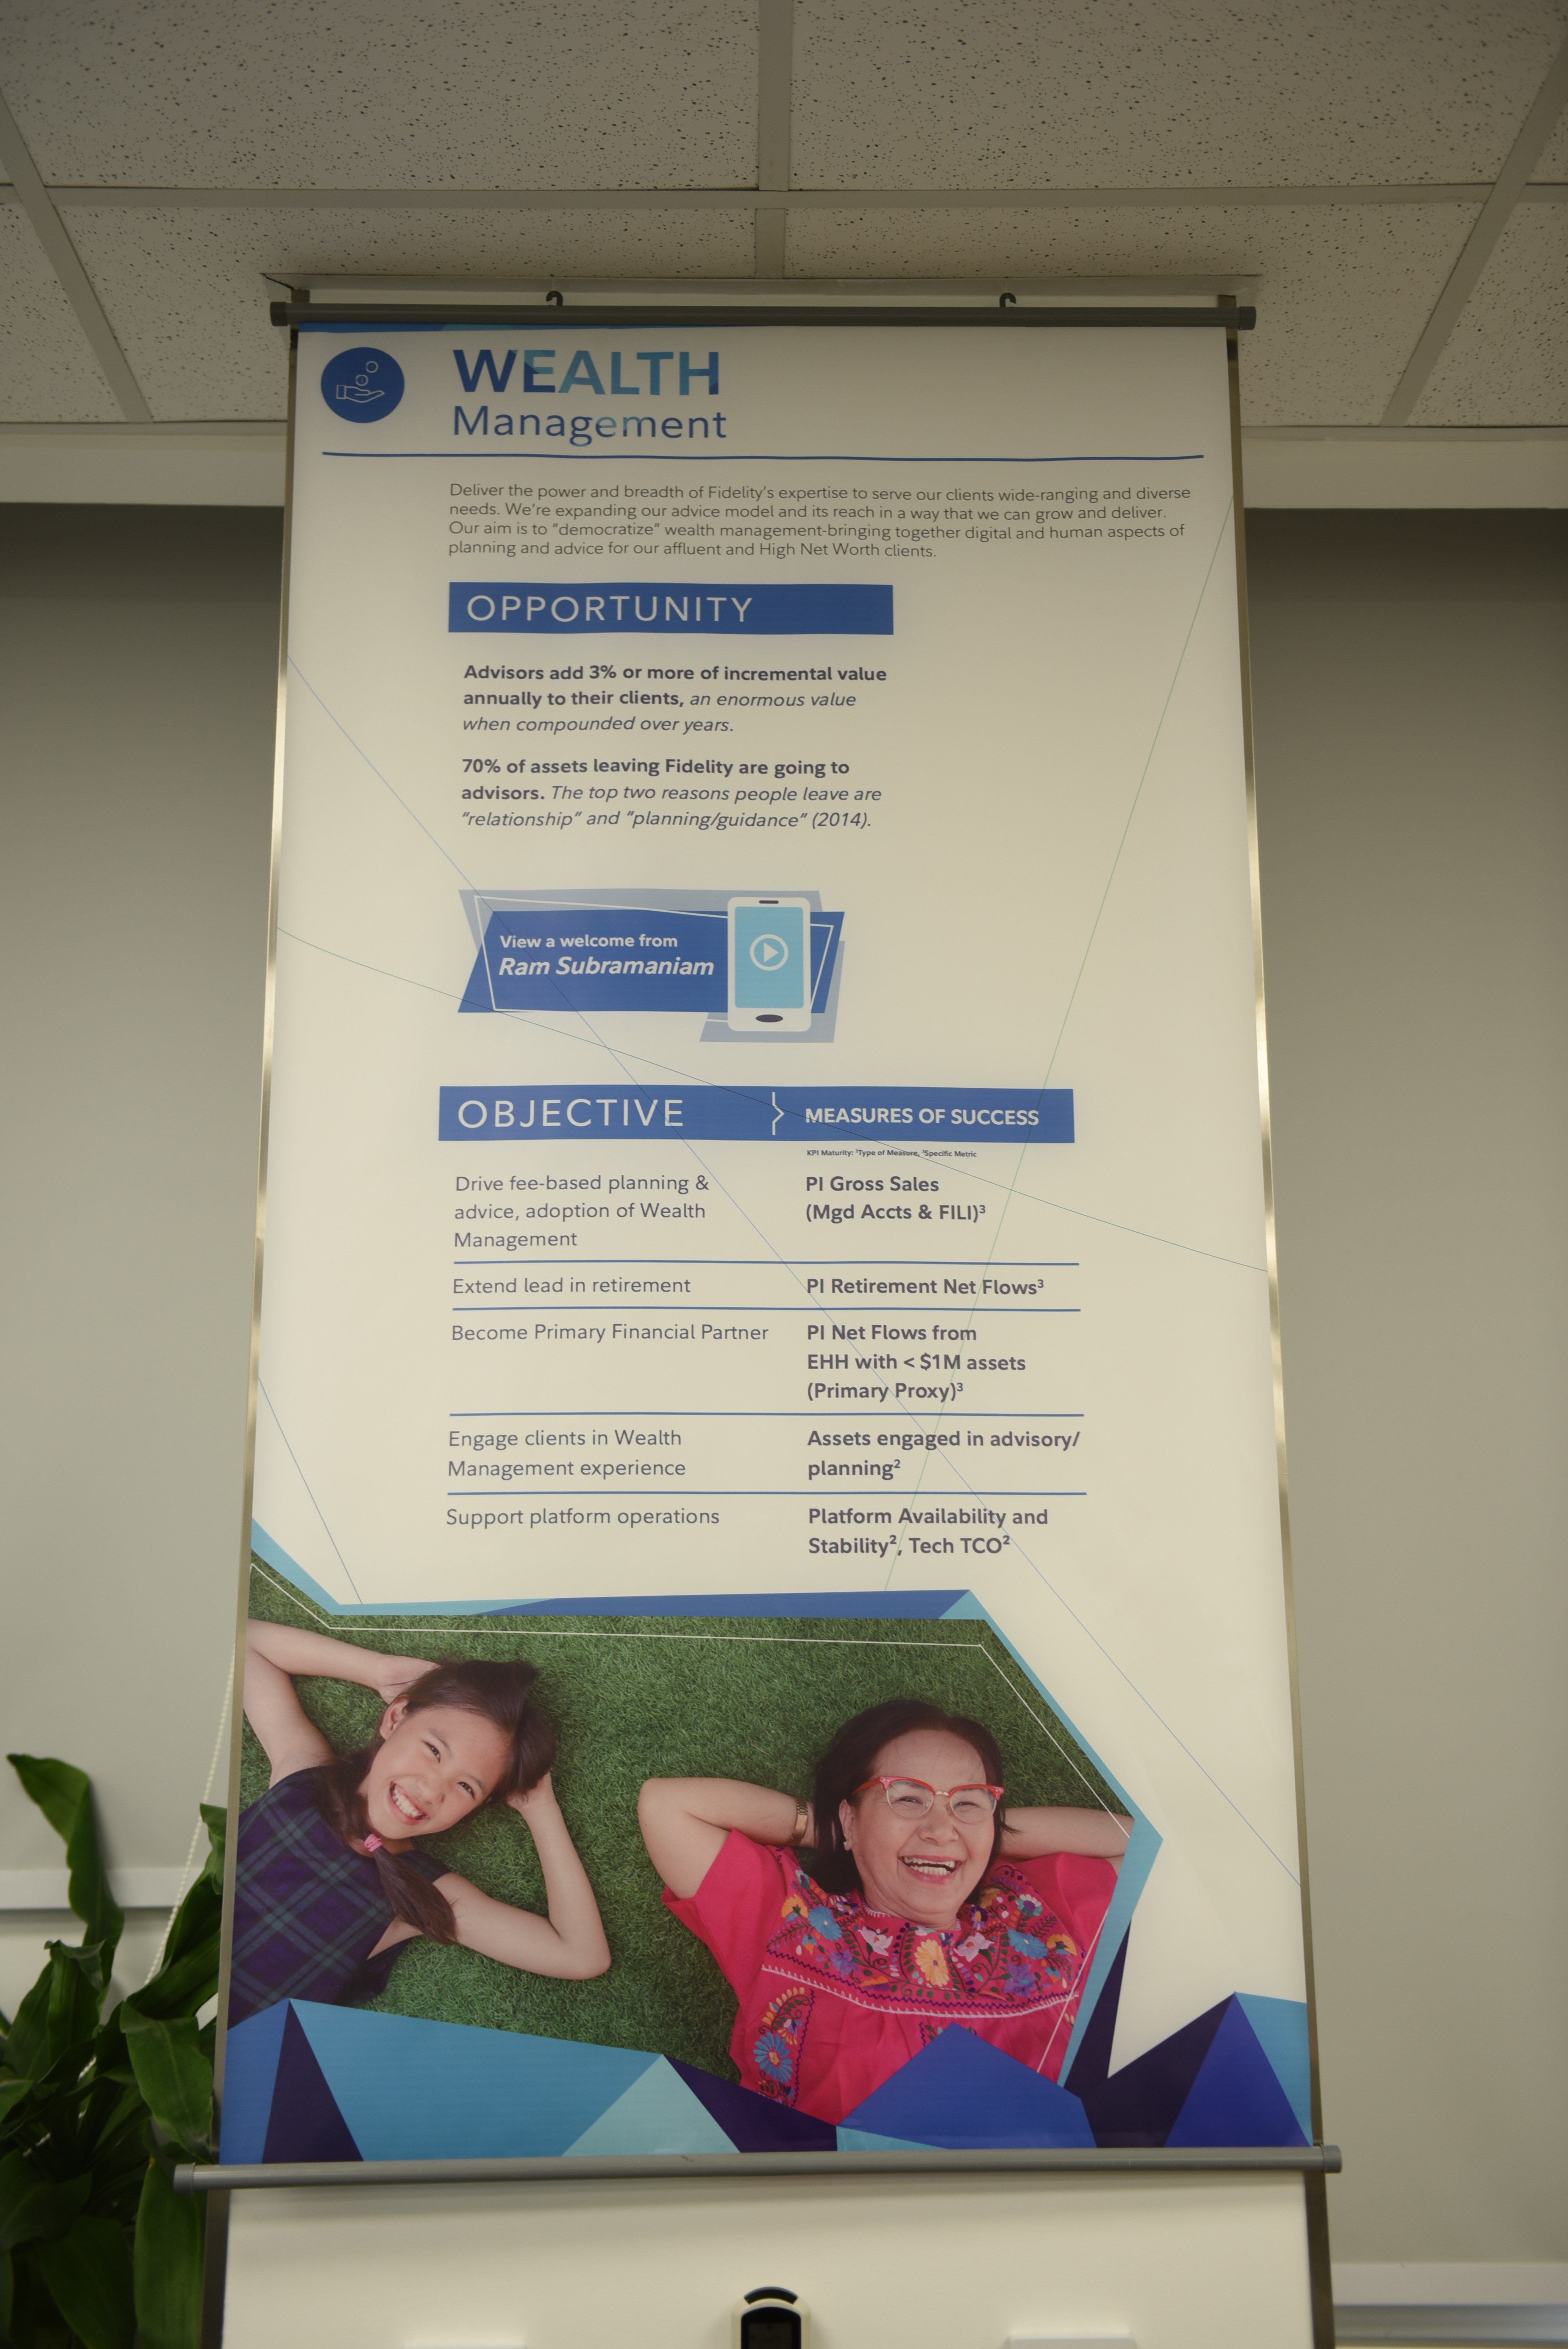 WEALTH
Management
Deliver the power and breadth of Fidelity's expertise to serve our clients wide-ranging and diverse
needs. We're expanding our advice model and its reach in a way that we can grow and deliver.
Our aim is to "democratize" wealth management-bringing together digital and human aspects of
planning and advice for our affluent and High Net Worth clients.
OPPORTUNITY
Advisors add 3% or more of incremental value
annually to their clients, an enormous value
when compounded over years.
70% of assets leaving Fidelity are going to
advisors. The top two reasons people leave are
"relationship" and "planning/guidance" (2014).
View a welcome from
Ram Subramaniam
OBJECTIVE
MEASURES OF SUCCESS
KPI Maturity: ²Type of Measure, ³Specific Metric
Drive fee-based planning &
advice, adoption of Wealth
Management
PI Gross Sales
(Mgd Accts & FILI)³
Extend lead in retirement
PI Retirement Net Flows³
Become Primary Financial Partner
PI Net Flows from
EHH with < $1M assets
(Primary Proxy)³
Engage clients in Wealth
Management experience
Assets engaged in advisory/
planning²
Support platform operations
Platform Availability and
Stability², Tech TCO²